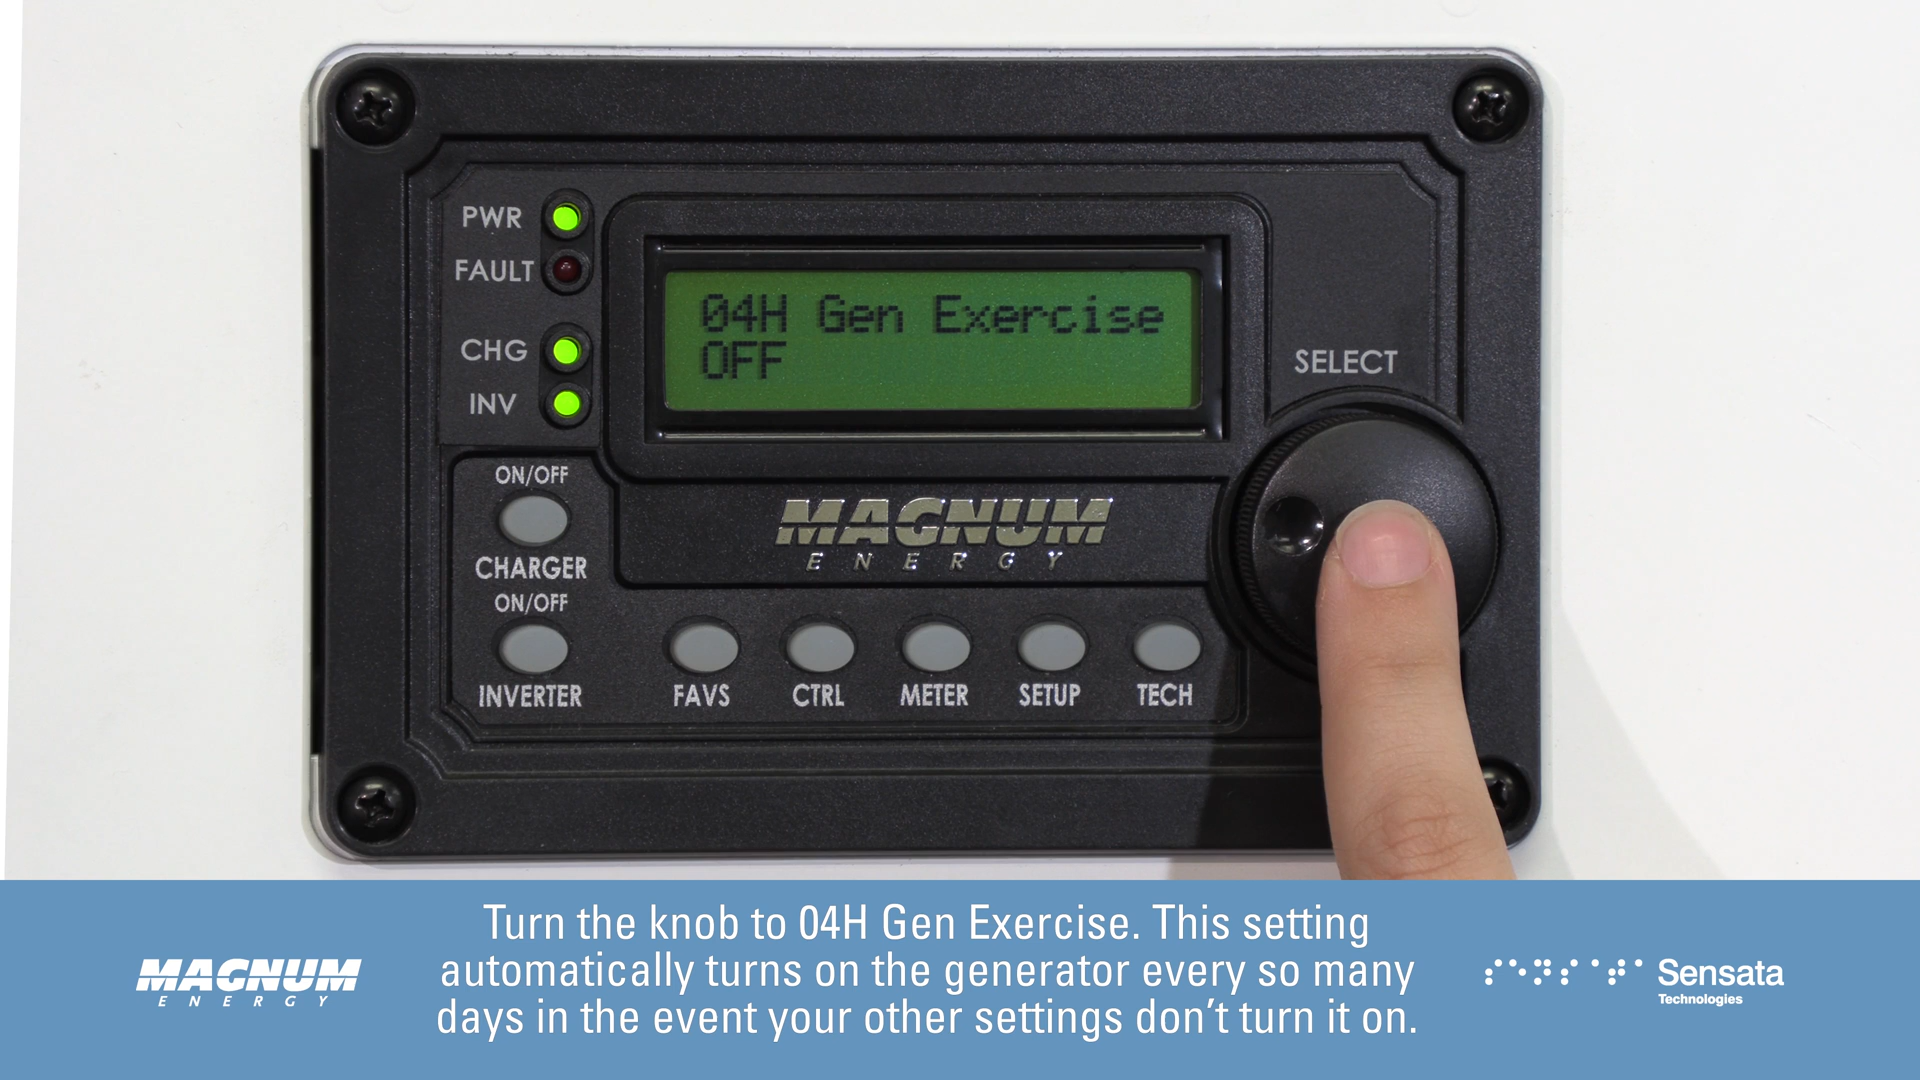 PWR
FAULT
CHG
INV
04H Gen Exercise
OFF
SELECT
ON/OFF
CHARGER
ON/OFF
INVERTER
MAGNUM
ENERGY
FAVS
CTRL
METER
SETUP
TECH
Turn the knob to 04H Gen Exercise. This setting
automatically turns on the generator every so many
days in the event your other settings don't turn it on.
MAGNUM
ENERGY
Sensata
Technologies